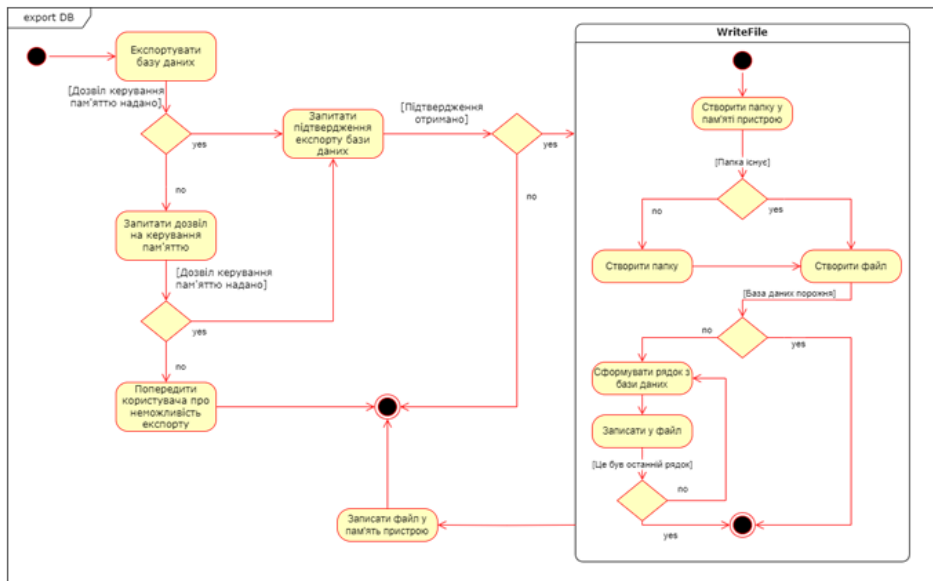 export DB
Експортувати
базу даних
[Дозвіл керування
пам'яттю надано]
yes
no
Запитати
підтвердження
експорту бази
даних
[Підтвердження
отримано]
yes
no
Запитати дозвіл
на керування
пам'яттю
[Дозвіл керування
пам'яттю надано]
yes
no
Попередити
користувача про
неможливість
експорту
WriteFile
Створити папку у
пам'яті пристрою
[Папка існує]
no
yes
Створити папку
Створити файл
[База даних порожня]
no
yes
Сформувати рядок з
бази даних
Записати у файл
[Це був останній рядок]
no
yes
Записати файл у
пам'ять пристрою